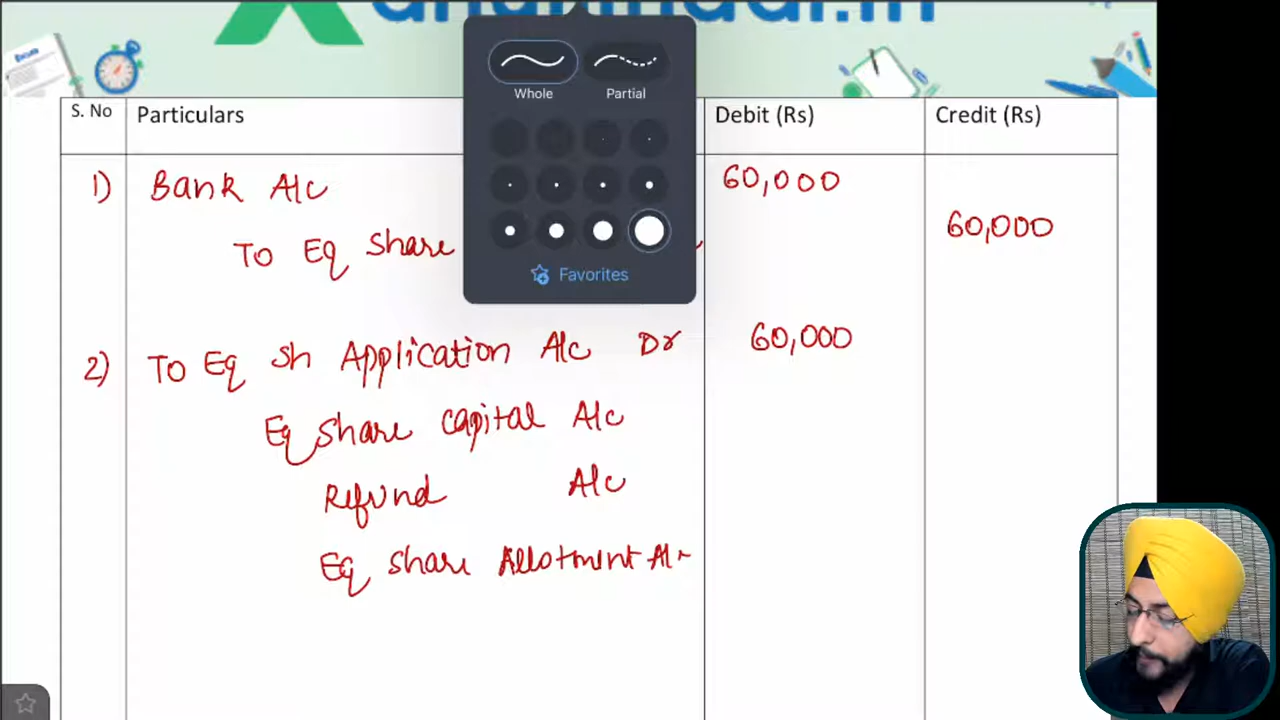 Whole Partial
S. No Particulars Debit (Rs) Credit (Rs)
1) Bank A/c 60,000
To Eq Share 60,000
Favorites
2) To Eq Sh Application A/c Dr 60,000
Eq Share Capital A/c
Refund A/c
Eq Share Allotment A/c